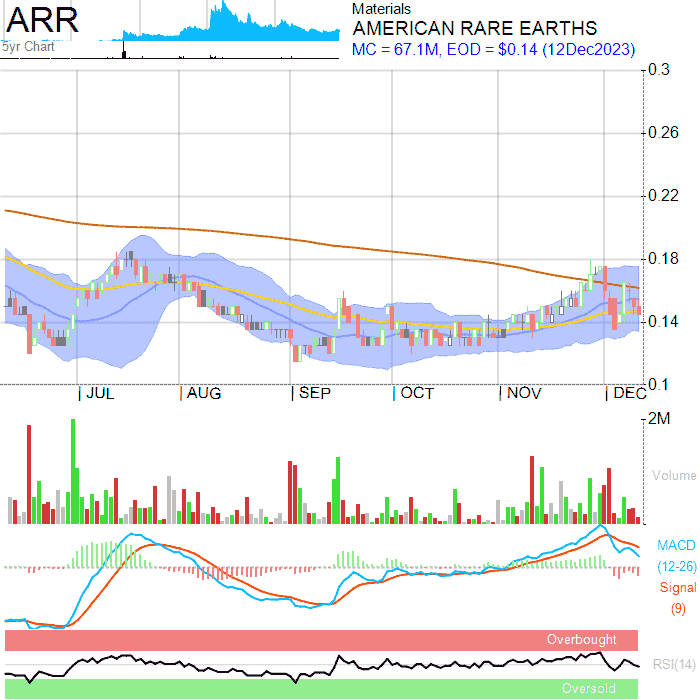 ARR
5yr Chart
Materials
AMERICAN RARE EARTHS
MC = 67.1M, EOD = $0.14 (12Dec2023)
0.3
0.26
0.22
0.18
0.14
0.1
JUL AUG SEP OCT NOV DEC
2M
Volume
MACD
(12-26)
Signal
(9)
Overbought
RSI(14)
Oversold